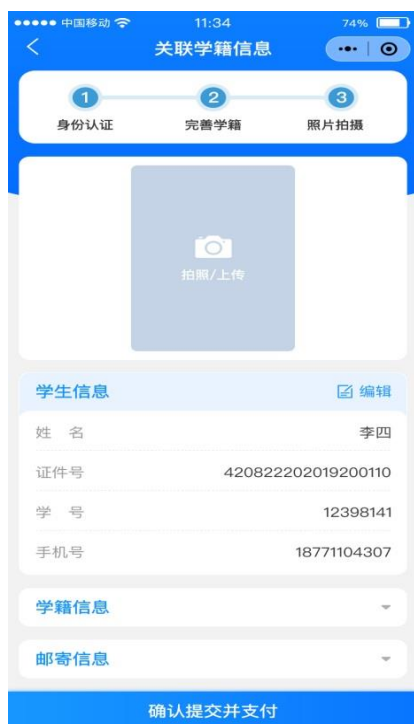 中国移动 11:34 74%
关联学籍信息
1 2 3
身份认证 完善学籍 照片拍摄
拍照/上传
学生信息 编辑
姓 名 李四
证件号 420822202019200110
学 号 12398141
手机号 18771104307
学籍信息
邮寄信息
确认提交并支付